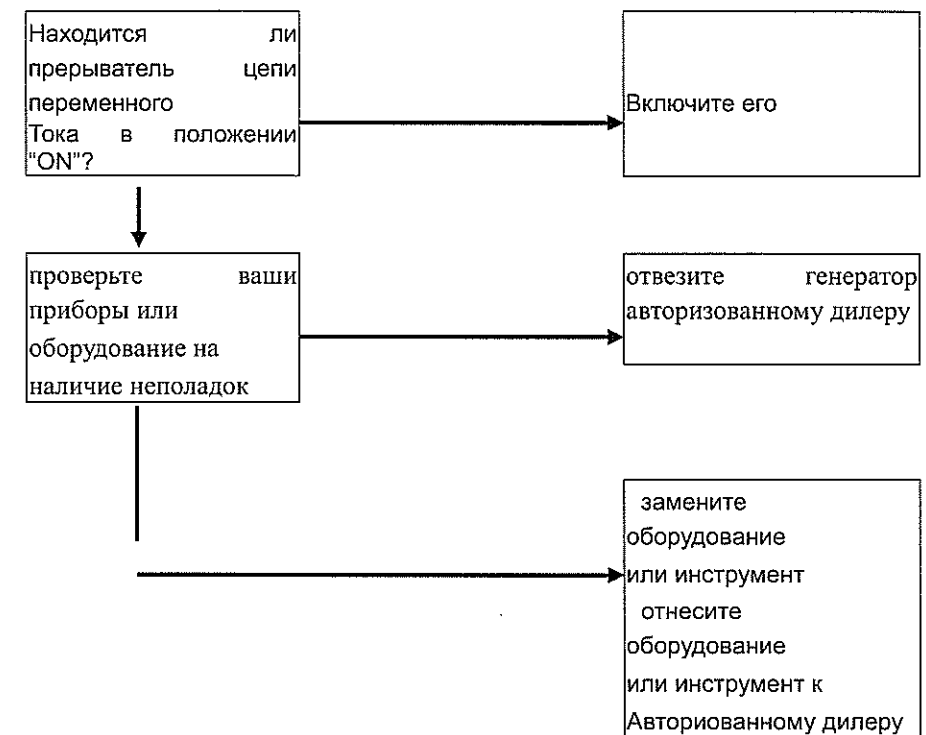 Находится ли
прерыватель цепи
переменного
Тока в положении
“ON”?
Включите его
проверьте ваши
приборы или
оборудование на
наличие неполадок
отвезите генератор
авторизованному дилеру
замените
оборудование
или инструмент
отнесите
оборудование
или инструмент к
Авториованному дилеру